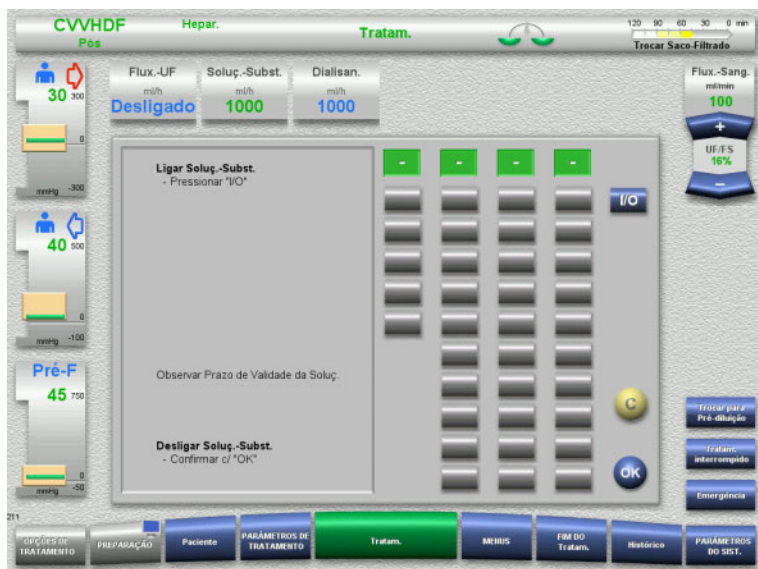 CVVHDF
Pós
Hepar.
Tratam.
120 90 60 30 0 min
Trocar Saco-Filtrado
30
300
0
mmHg -300
Flux.-UF
ml/h
Desligado
Soluç.-Subst.
ml/h
1000
Dialisan.
ml/h
1000
Flux.-Sang.
ml/min
100
+
UF/FS
16%
–
Ligar Soluç.-Subst.
- Pressionar "I/O"
- - - -
I/O
40
500
0
mmHg -100
Observar Prazo de Validade da Soluç.
Pré-F
45
750
0
mmHg -50
C
Desligar Soluç.-Subst.
- Confirmar c/ "OK"
OK
Trocar para
Pré-diluição
Tratam.
interrompido
Emergência
211
OPÇÕES DE
TRATAMENTO
PREPARAÇÃO
Paciente
PARÂMETROS DE
TRATAMENTO
Tratam.
MENUS
FIM DO
Tratam.
Histórico
PARÂMETROS
DO SIST.